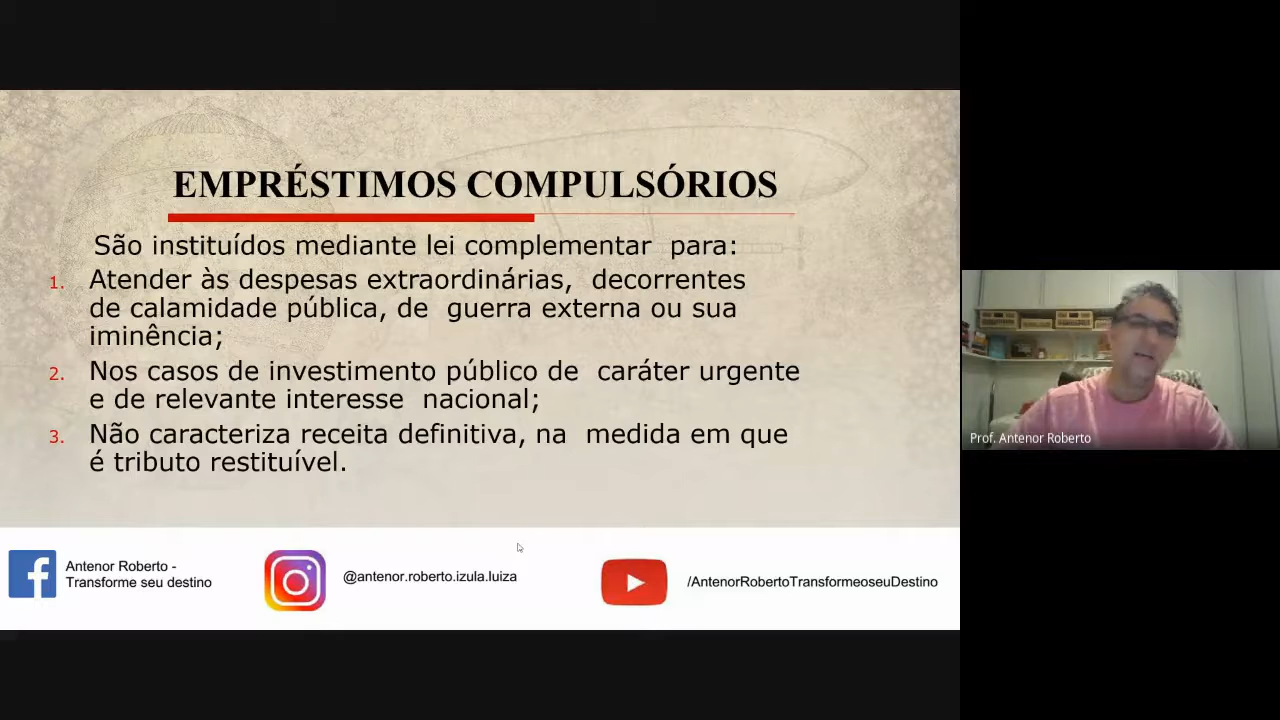 EMPRÉSTIMOS COMPULSÓRIOS
São instituídos mediante lei complementar para:
1. Atender às despesas extraordinárias, decorrentes
de calamidade pública, de guerra externa ou sua
iminência;
2. Nos casos de investimento público de caráter urgente
e de relevante interesse nacional;
3. Não caracteriza receita definitiva, na medida em que
é tributo restituível.
Prof. Antenor Roberto
Antenor Roberto -
Transforme seu destino
@antenor.roberto.izula.luiza
/AntenorRobertoTransformeoseuDestino